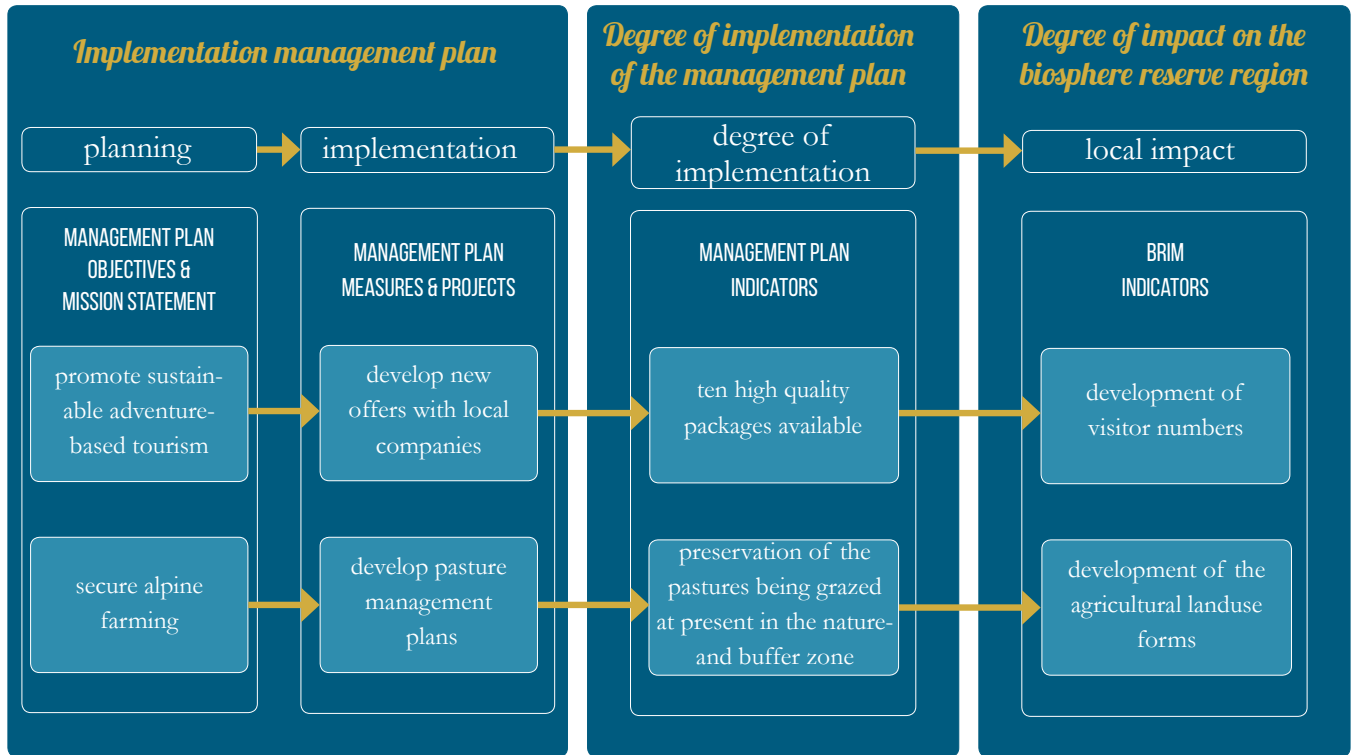 Implementation management plan
Degree of implementation
of the management plan
Degree of impact on the
biosphere reserve region
planning
implementation
degree of
implementation
local impact
MANAGEMENT PLAN
OBJECTIVES &
MISSION STATEMENT
MANAGEMENT PLAN
MEASURES & PROJECTS
MANAGEMENT PLAN
INDICATORS
BRIM
INDICATORS
promote sustain-
able adventure-
based tourism
develop new
offers with local
companies
ten high quality
packages available
development of
visitor numbers
secure alpine
farming
develop pasture
management
plans
preservation of the
pastures being grazed
at present in the nature-
and buffer zone
development of the
agricultural landuse
forms